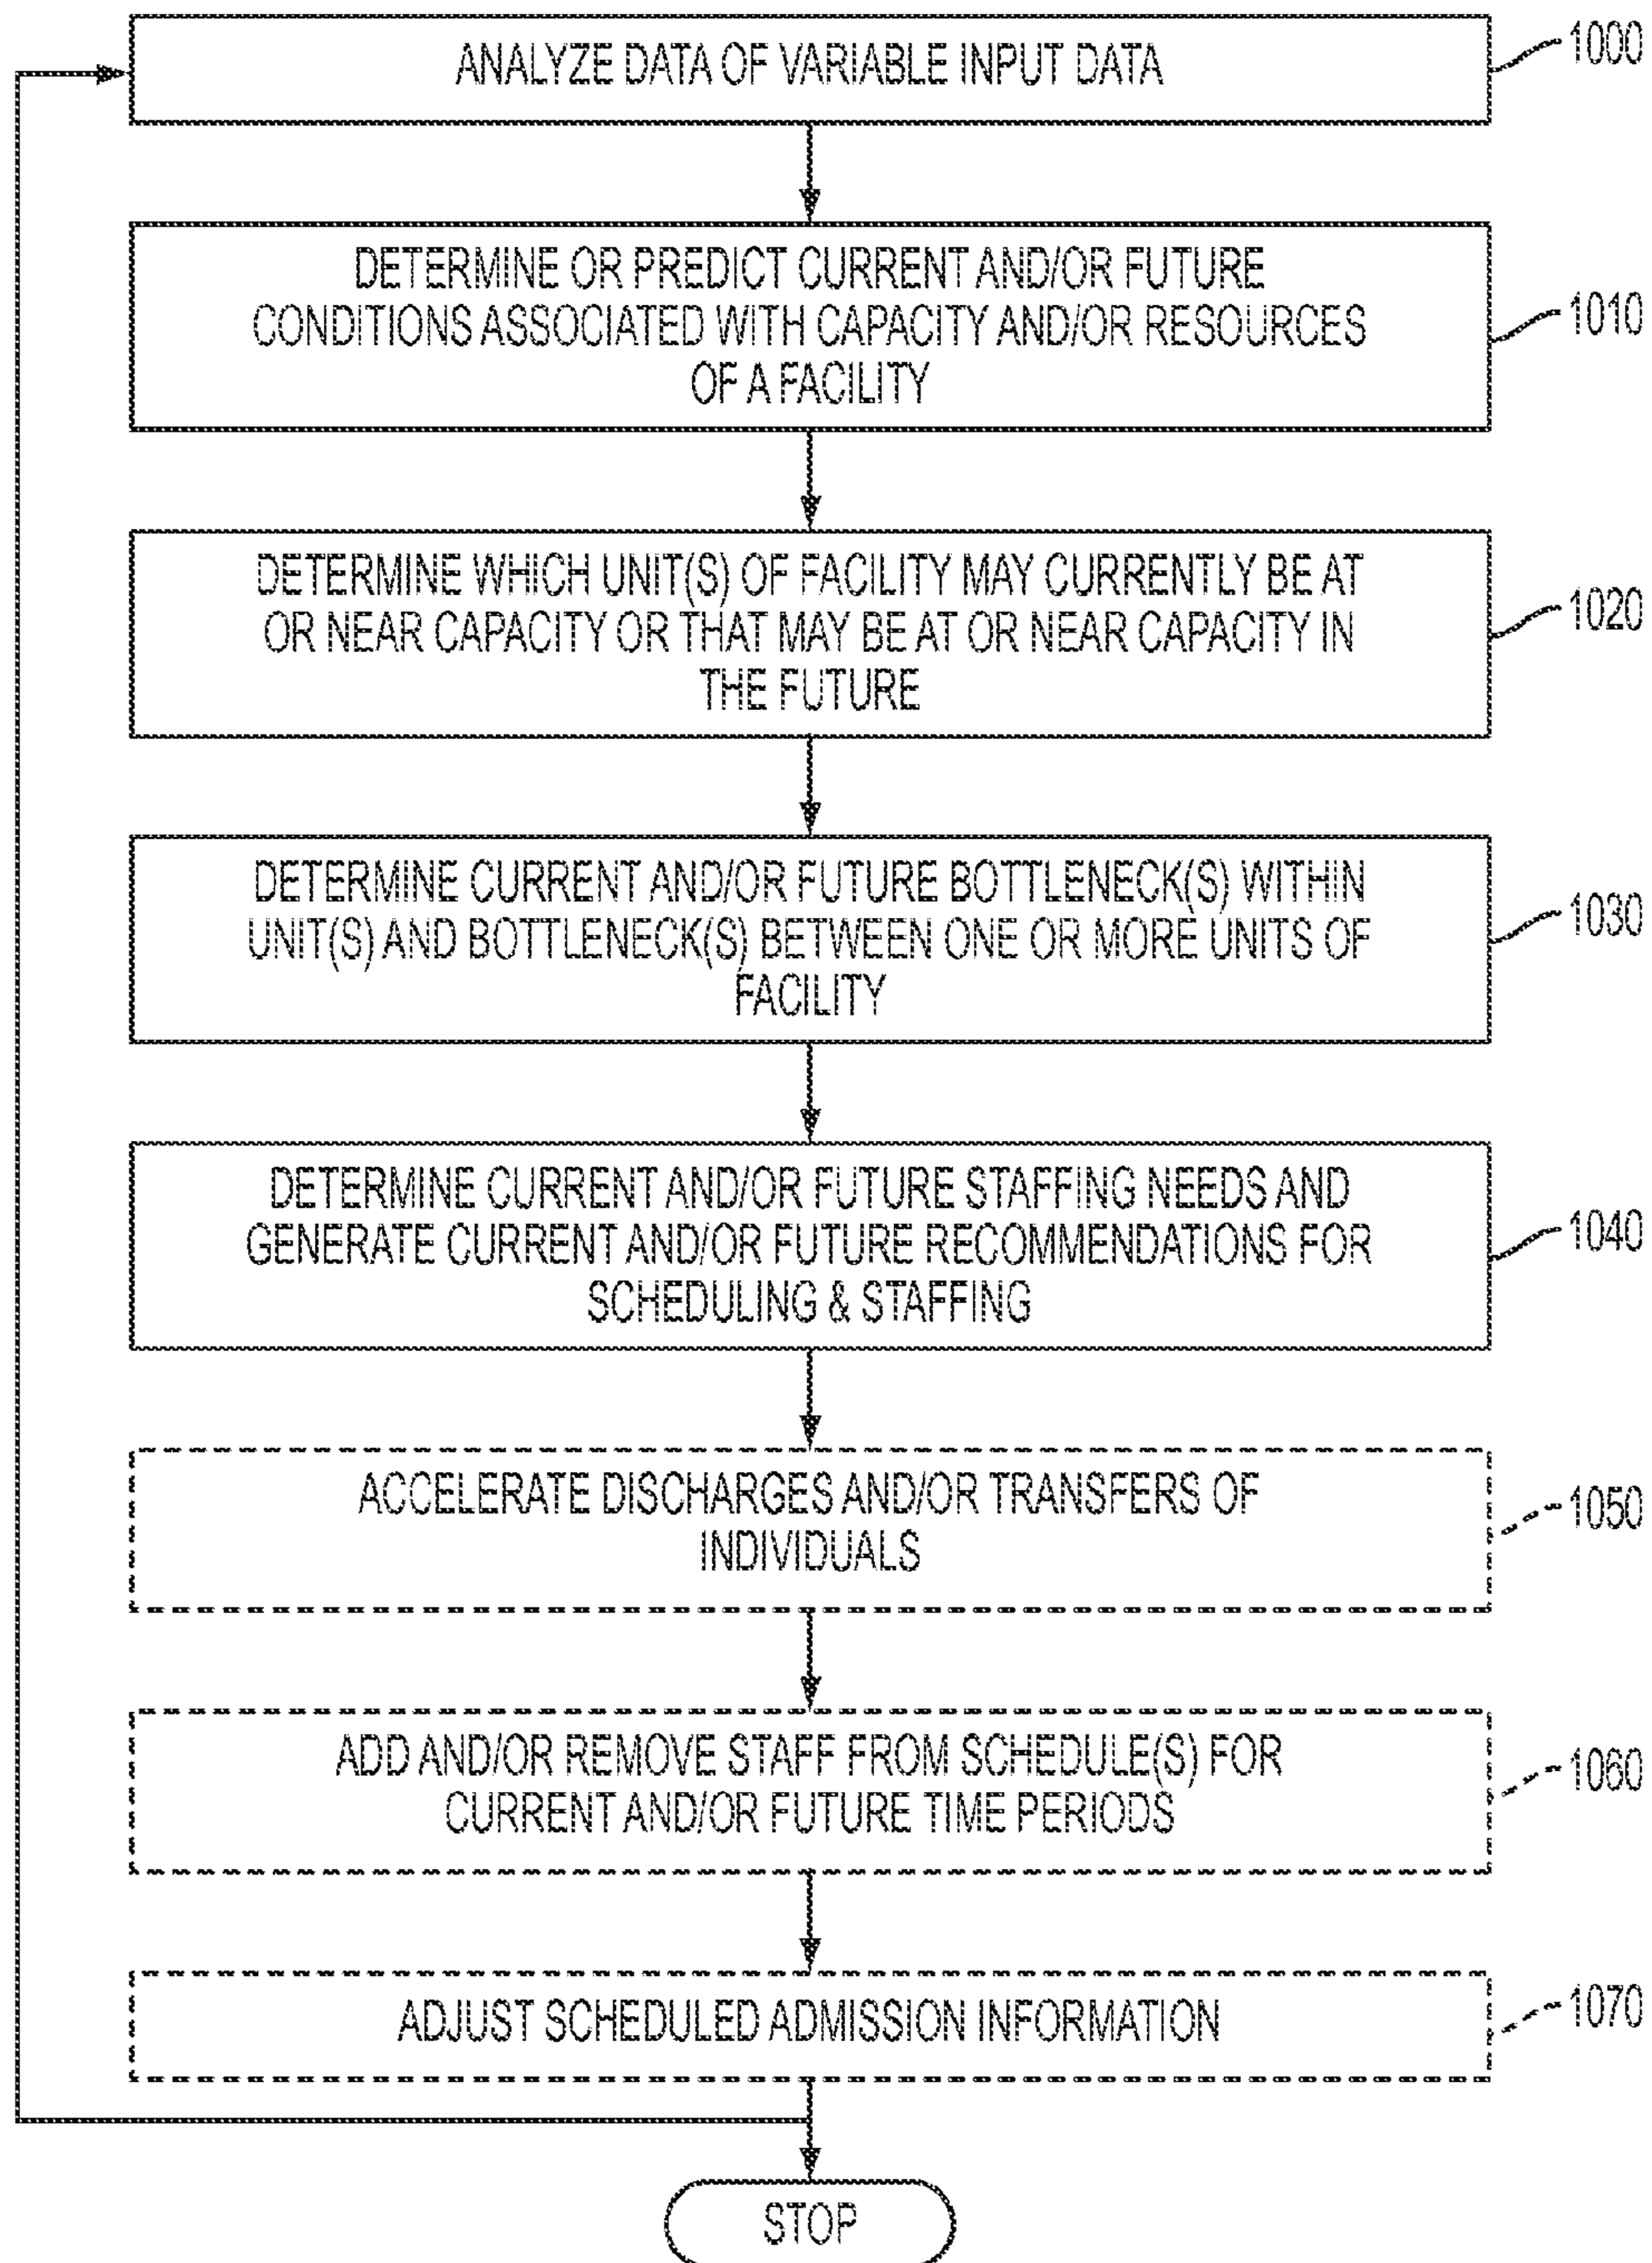 ANALYZE DATA OF VARIABLE INPUT DATA
1000
DETERMINE OR PREDICT CURRENT AND/OR FUTURE
CONDITIONS ASSOCIATED WITH CAPACITY AND/OR RESOURCES
OF A FACILITY
1010
DETERMINE WHICH UNIT(S) OF FACILITY MAY CURRENTLY BE AT
OR NEAR CAPACITY OR THAT MAY BE AT OR NEAR CAPACITY IN
THE FUTURE
1020
DETERMINE CURRENT AND/OR FUTURE BOTTLENECK(S) WITHIN
UNIT(S) AND BOTTLENECK(S) BETWEEN ONE OR MORE UNITS OF
FACILITY
1030
DETERMINE CURRENT AND/OR FUTURE STAFFING NEEDS AND
GENERATE CURRENT AND/OR FUTURE RECOMMENDATIONS FOR
SCHEDULING & STAFFING
1040
ACCELERATE DISCHARGES AND/OR TRANSFERS OF
INDIVIDUALS
1050
ADD AND/OR REMOVE STAFF FROM SCHEDULE(S) FOR
CURRENT AND/OR FUTURE TIME PERIODS
1060
ADJUST SCHEDULED ADMISSION INFORMATION
1070
STOP